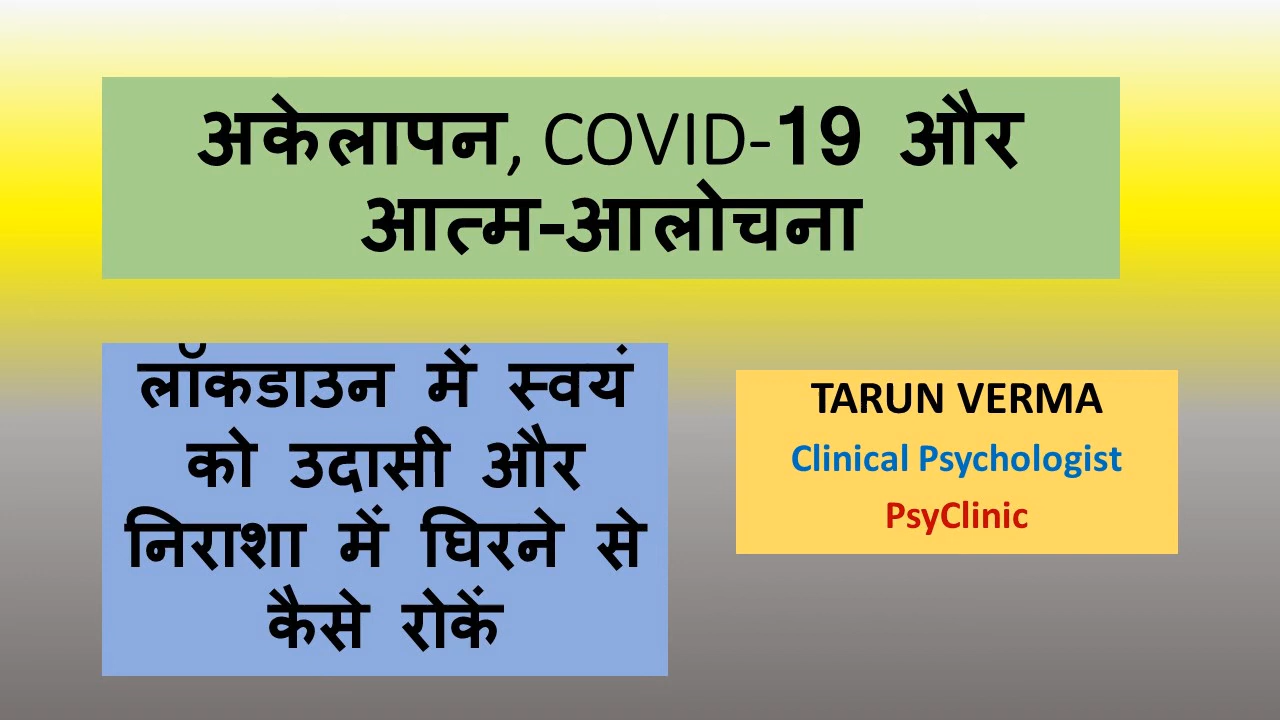 अकेलापन, COVID-19 और
आत्म-आलोचना
लॉकडाउन में स्वयं
को उदासी और
निराशा में घिरने से
कैसे रोकें
TARUN VERMA
Clinical Psychologist
PsyClinic